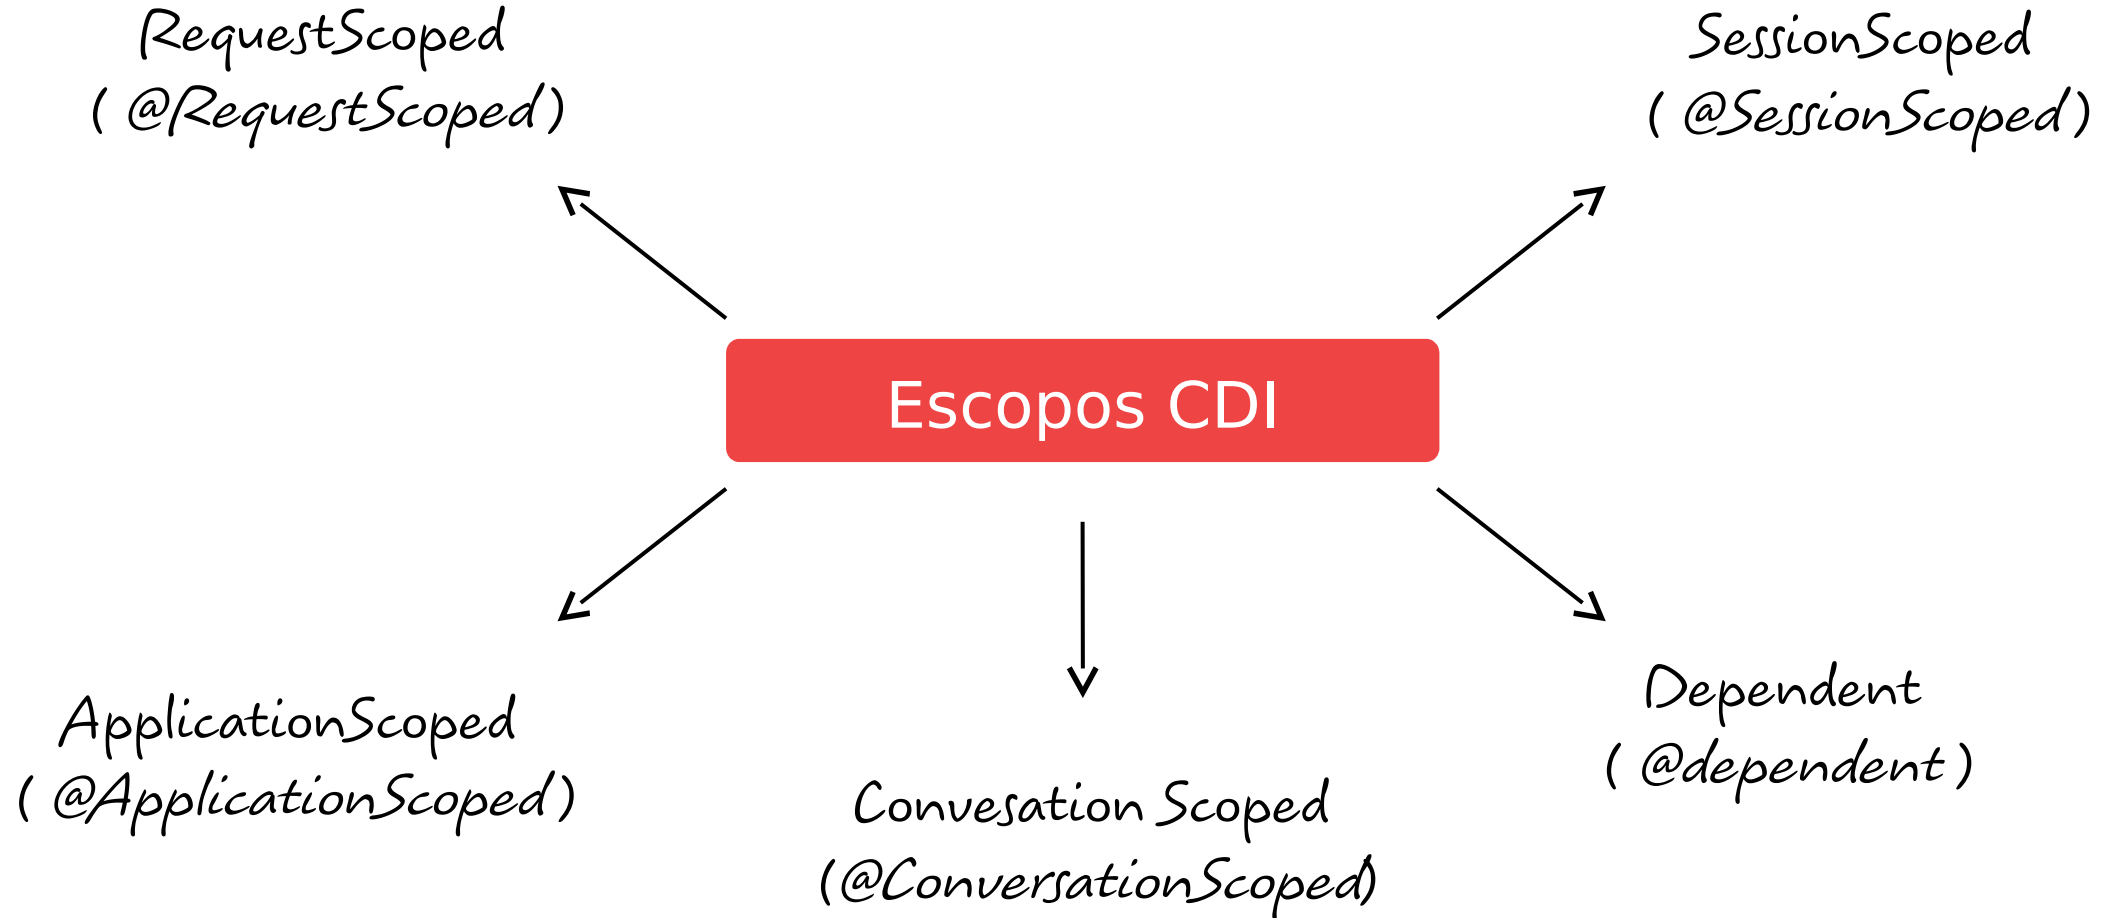 RequestScoped
( @RequestScoped )
SessionScoped
( @SessionScoped )
Escopos CDI
ApplicationScoped
( @ApplicationScoped )
Convesation Scoped
(@ConversationScoped)
Dependent
( @dependent )